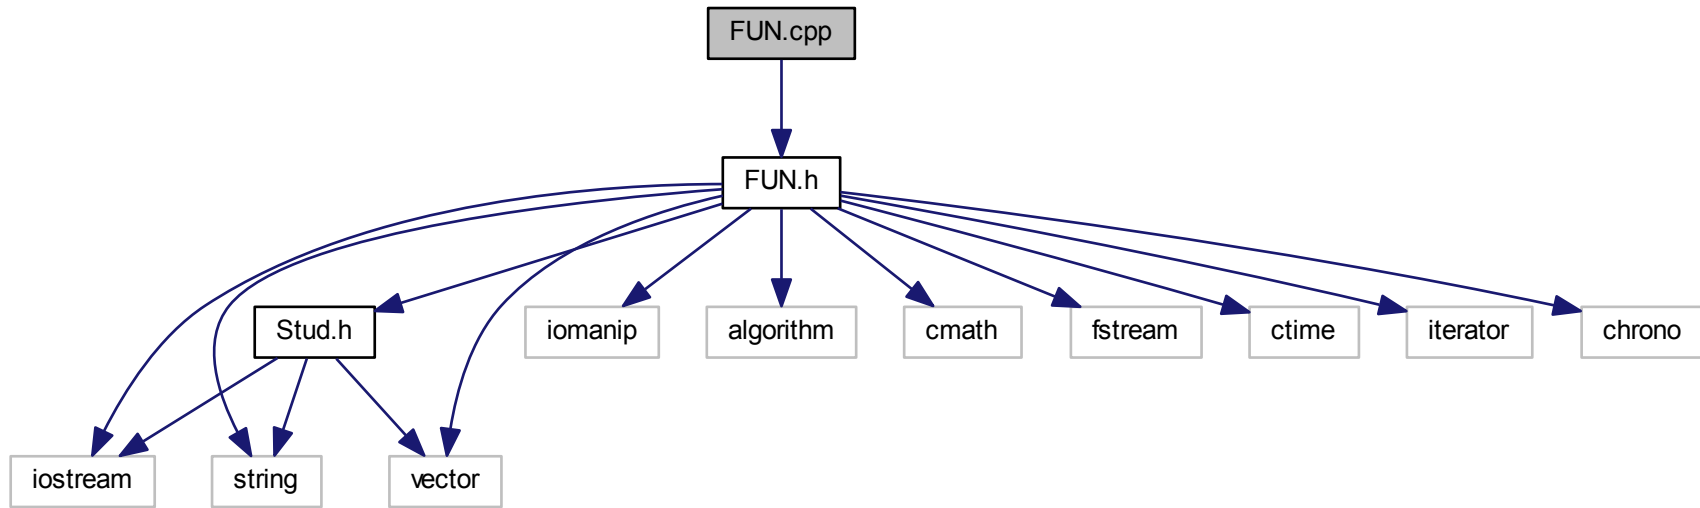 FUN.cpp
FUN.h
Stud.h
iomanip
algorithm
cmath
fstream
ctime
iterator
chrono
iostream
string
vector